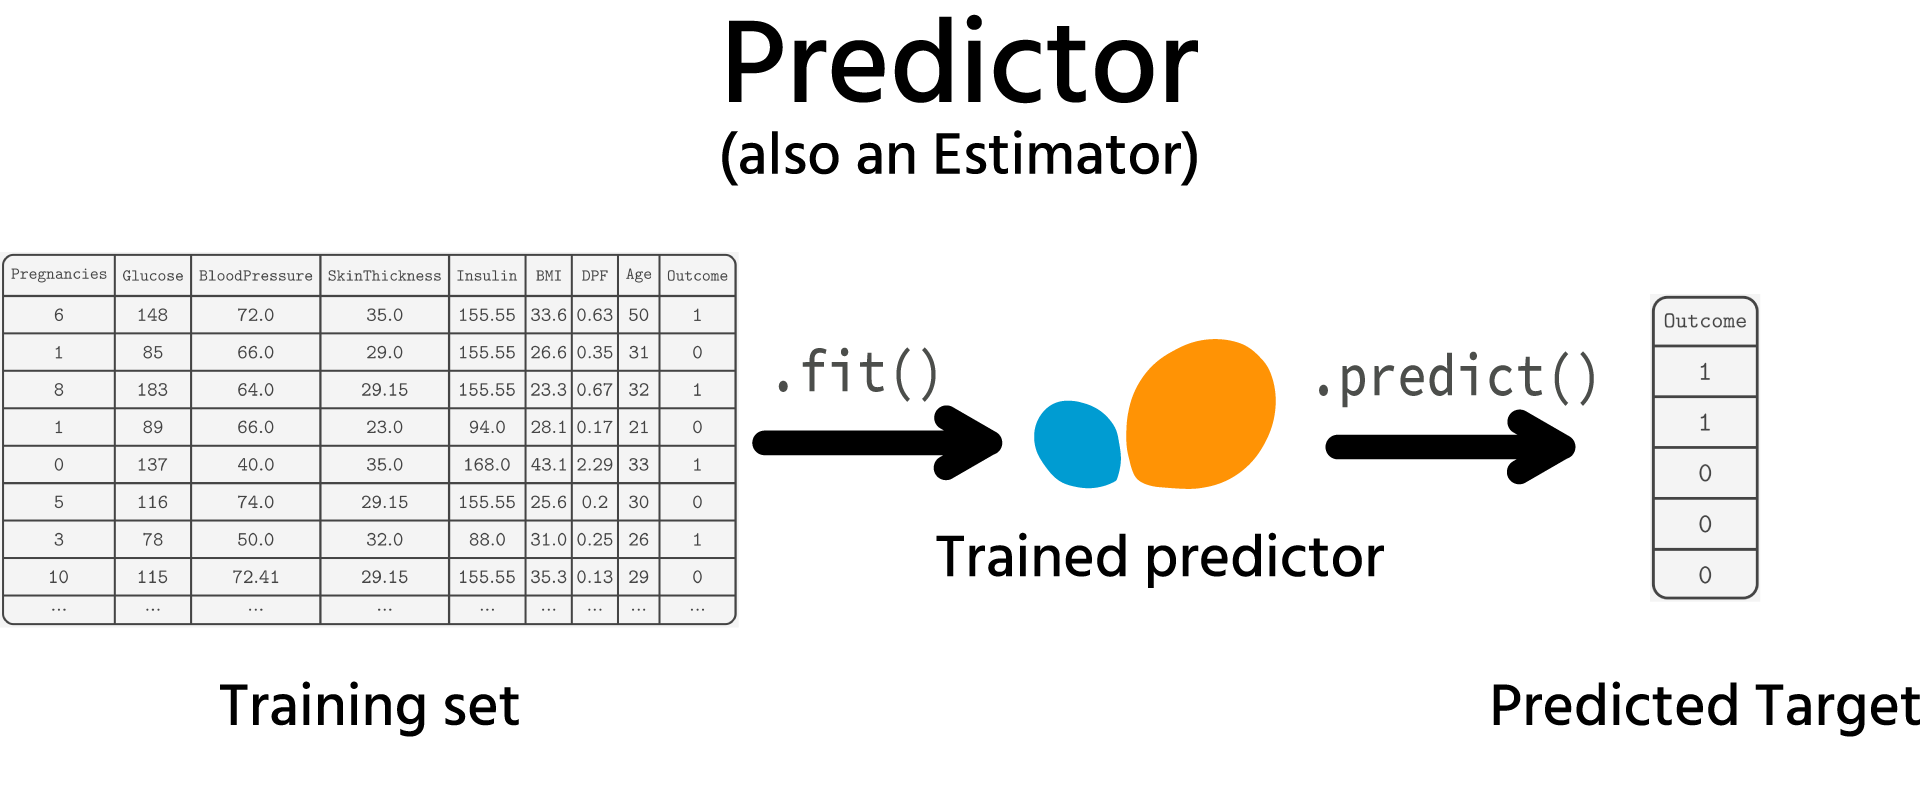 Predictor
(also an Estimator)
Pregnancies Glucose BloodPressure SkinThickness Insulin BMI DPF Age Outcome
6 148 72.0 35.0 155.55 33.6 0.63 50 1
1 85 66.0 29.0 155.55 26.6 0.35 31 0
8 183 64.0 29.15 155.55 23.3 0.67 32 1
1 89 66.0 23.0 94.0 28.1 0.17 21 0
0 137 40.0 35.0 168.0 43.1 2.29 33 1
5 116 74.0 29.15 155.55 25.6 0.2 30 0
3 78 50.0 32.0 88.0 31.0 0.25 26 1
10 115 72.41 29.15 155.55 35.3 0.13 29 0
... ... ... ... ... ... ... ... ...
Training set
.fit()
Trained predictor
.predict()
Outcome
1
1
0
0
0
Predicted Target